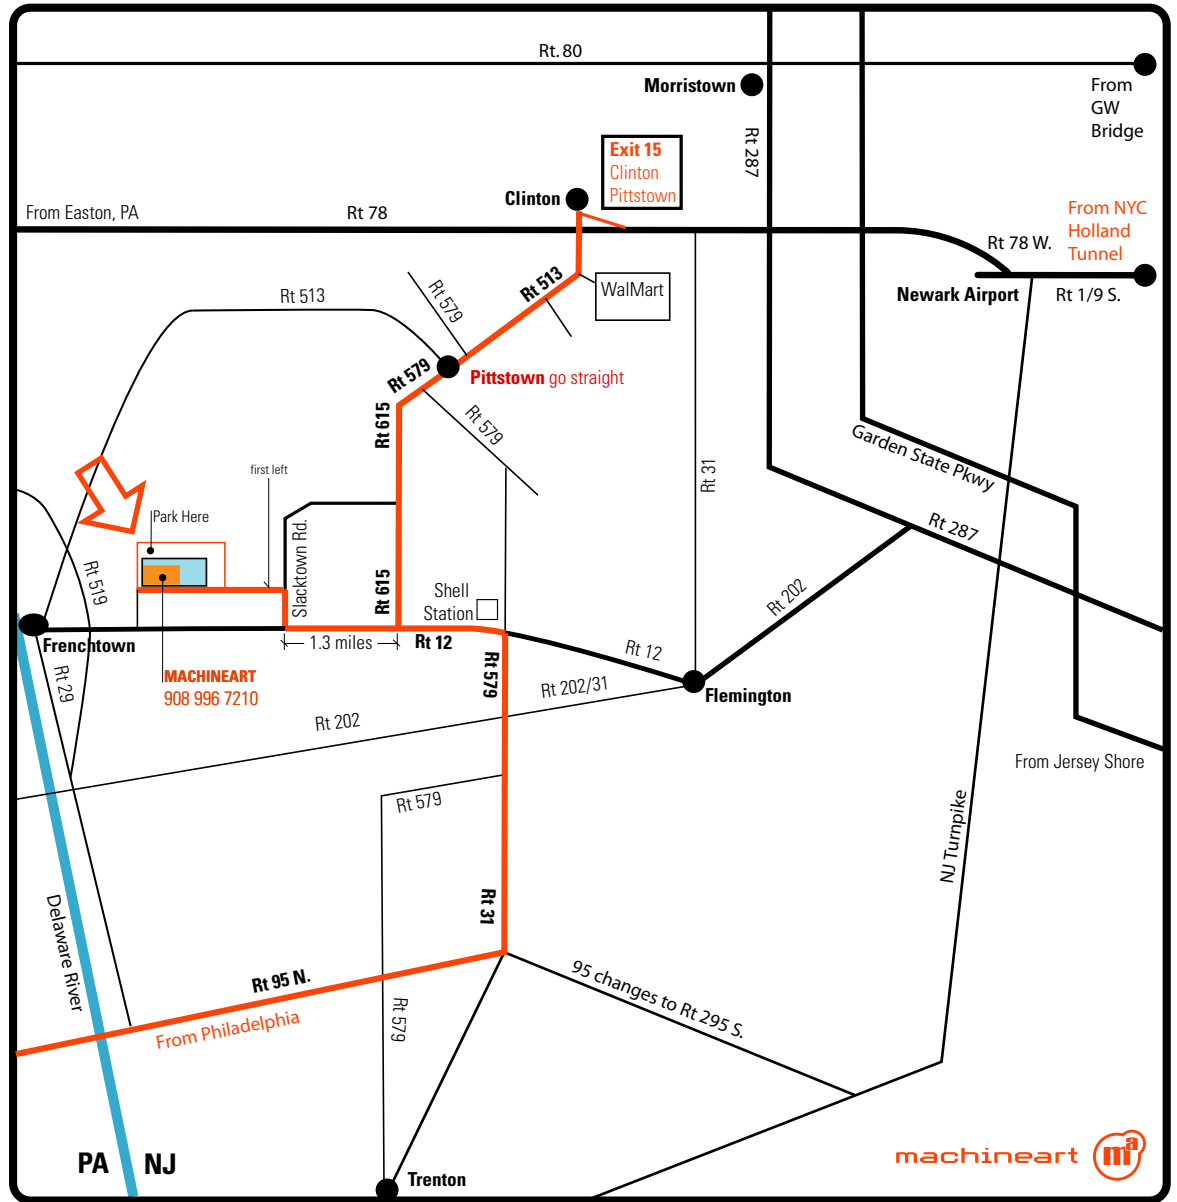 Rt. 80
Morristown
From
GW
Bridge
Rt 287
Exit 15
Clinton
Pittstown
Clinton
From Easton, PA
Rt 78
From NYC
Holland
Tunnel
Rt 78 W.
Newark Airport
Rt 1/9 S.
Rt 513
Rt 579
Rt 513
WalMart
Rt 579
Pittstown go straight
Rt 615
Rt 579
Rt 31
Garden State Pkwy
first left
Park Here
Slacktown Rd.
Rt 287
Rt 519
Rt 615
Shell
Station
Rt 202
Frenchtown
1.3 miles
Rt 12
Rt 12
Rt 29
MACHINEART
908 996 7210
Rt 579
Rt 202/31
Flemington
Rt 202
From Jersey Shore
Rt 579
NJ Turnpike
Delaware River
Rt 31
Rt 95 N.
95 changes to Rt 295 S.
From Philadelphia
Rt 579
PA NJ
Trenton
machineart ma